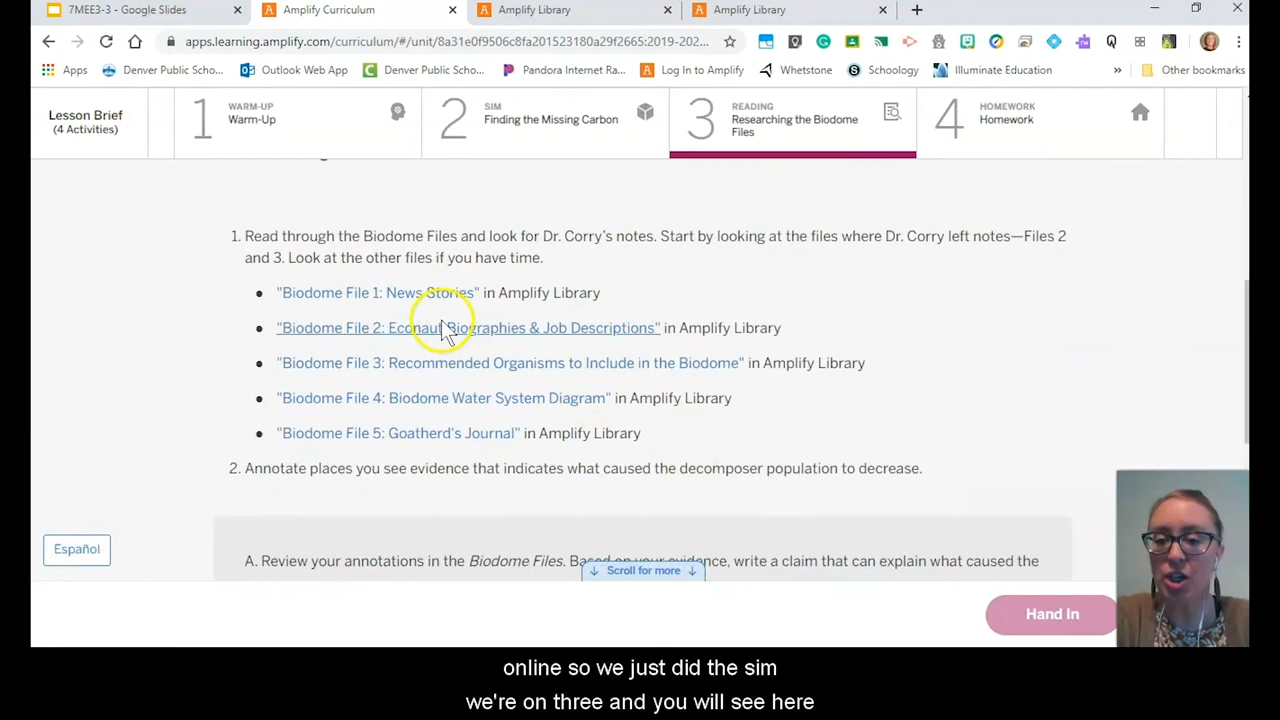 7MEE3-3 - Google Slides
Amplify Curriculum
Amplify Library
Amplify Library
apps.learning.amplify.com/curriculum/#/unit/8a31e0f9506e8fa201523180a29f2665:2019-202...
Apps
Denver Public Scho...
Outlook Web App
Denver Public Scho...
Pandora Internet Ra...
Log In to Amplify
Whetstone
Schoology
Illuminate Education
»
Other bookmarks
Lesson Brief
(4 Activities)
1
WARM-UP
Warm-Up
2
SIM
Finding the Missing Carbon
3
READING
Researching the Biodome
Files
4
HOMEWORK
Homework
1. Read through the Biodome Files and look for Dr. Corry's notes. Start by looking at the files where Dr. Corry left notes—Files 2
and 3. Look at the other files if you have time.
● "Biodome File 1: News Stories" in Amplify Library
● "Biodome File 2: Econaut Biographies & Job Descriptions" in Amplify Library
● "Biodome File 3: Recommended Organisms to Include in the Biodome" in Amplify Library
● "Biodome File 4: Biodome Water System Diagram" in Amplify Library
● "Biodome File 5: Goatherd's Journal" in Amplify Library
2. Annotate places you see evidence that indicates what caused the decomposer population to decrease.
Español
A. Review your annotations in the Biodome Files. Based on your evidence, write a claim that can explain what caused the
↓ Scroll for more ↓
Hand In
online so we just did the sim
we're on three and you will see here